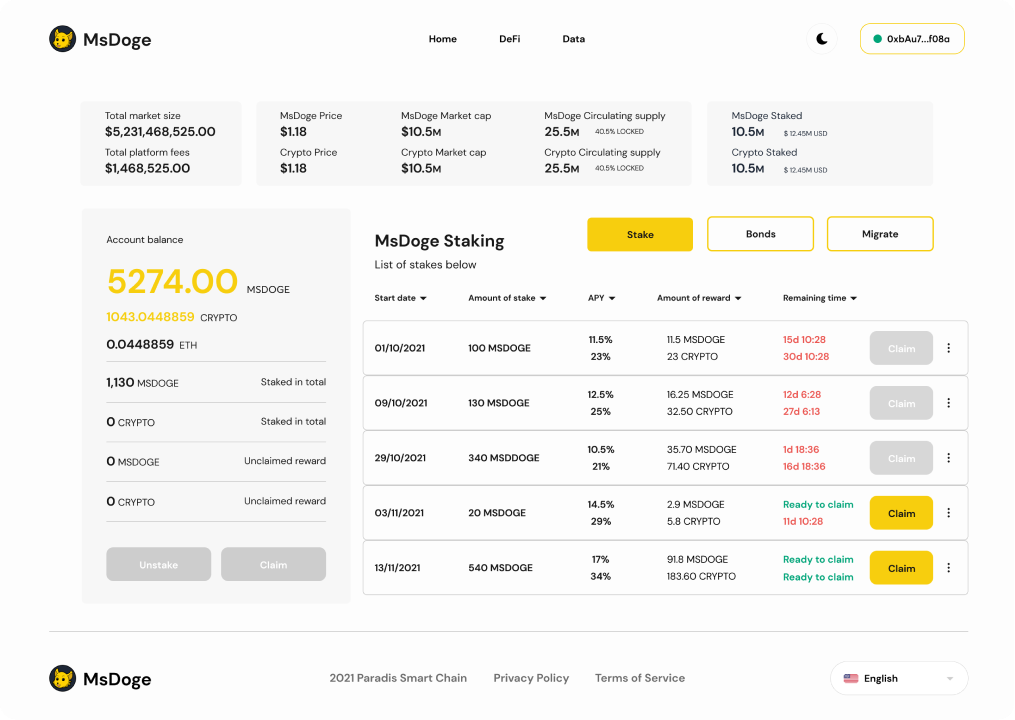 MsDoge
Home DeFi Data
0xbAu7...f08a
Total market size
$5,231,468,525.00
Total platform fees
$1,468,525.00
MsDoge Price MsDoge Market cap MsDoge Circulating supply
$1.18 $10.5M 25.5M 40.5% LOCKED
Crypto Price Crypto Market cap Crypto Circulating supply
$1.18 $10.5M 25.5M 40.5% LOCKED
MsDoge Staked
10.5M $ 12.45M USD
Crypto Staked
10.5M $ 12.45M USD
Account balance
5274.00 MSDOGE
1043.0448859 CRYPTO
0.0448859 ETH
1,130 MSDOGE Staked in total
0 CRYPTO Staked in total
0 MSDOGE Unclaimed reward
0 CRYPTO Unclaimed reward
Unstake Claim
MsDoge Staking
List of stakes below
Stake Bonds Migrate
Start date Amount of stake APY Amount of reward Remaining time
01/10/2021 100 MSDOGE 11.5% 11.5 MSDOGE 15d 10:28 Claim
23% 23 CRYPTO 30d 10:28
09/10/2021 130 MSDOGE 12.5% 16.25 MSDOGE 12d 6:28 Claim
25% 32.50 CRYPTO 27d 6:13
29/10/2021 340 MSDDOGE 10.5% 35.70 MSDOGE 1d 18:36 Claim
21% 71.40 CRYPTO 16d 18:36
03/11/2021 20 MSDOGE 14.5% 2.9 MSDOGE Ready to claim Claim
29% 5.8 CRYPTO 11d 10:28
13/11/2021 540 MSDOGE 17% 91.8 MSDOGE Ready to claim Claim
34% 183.60 CRYPTO Ready to claim
MsDoge
2021 Paradis Smart Chain Privacy Policy Terms of Service
English